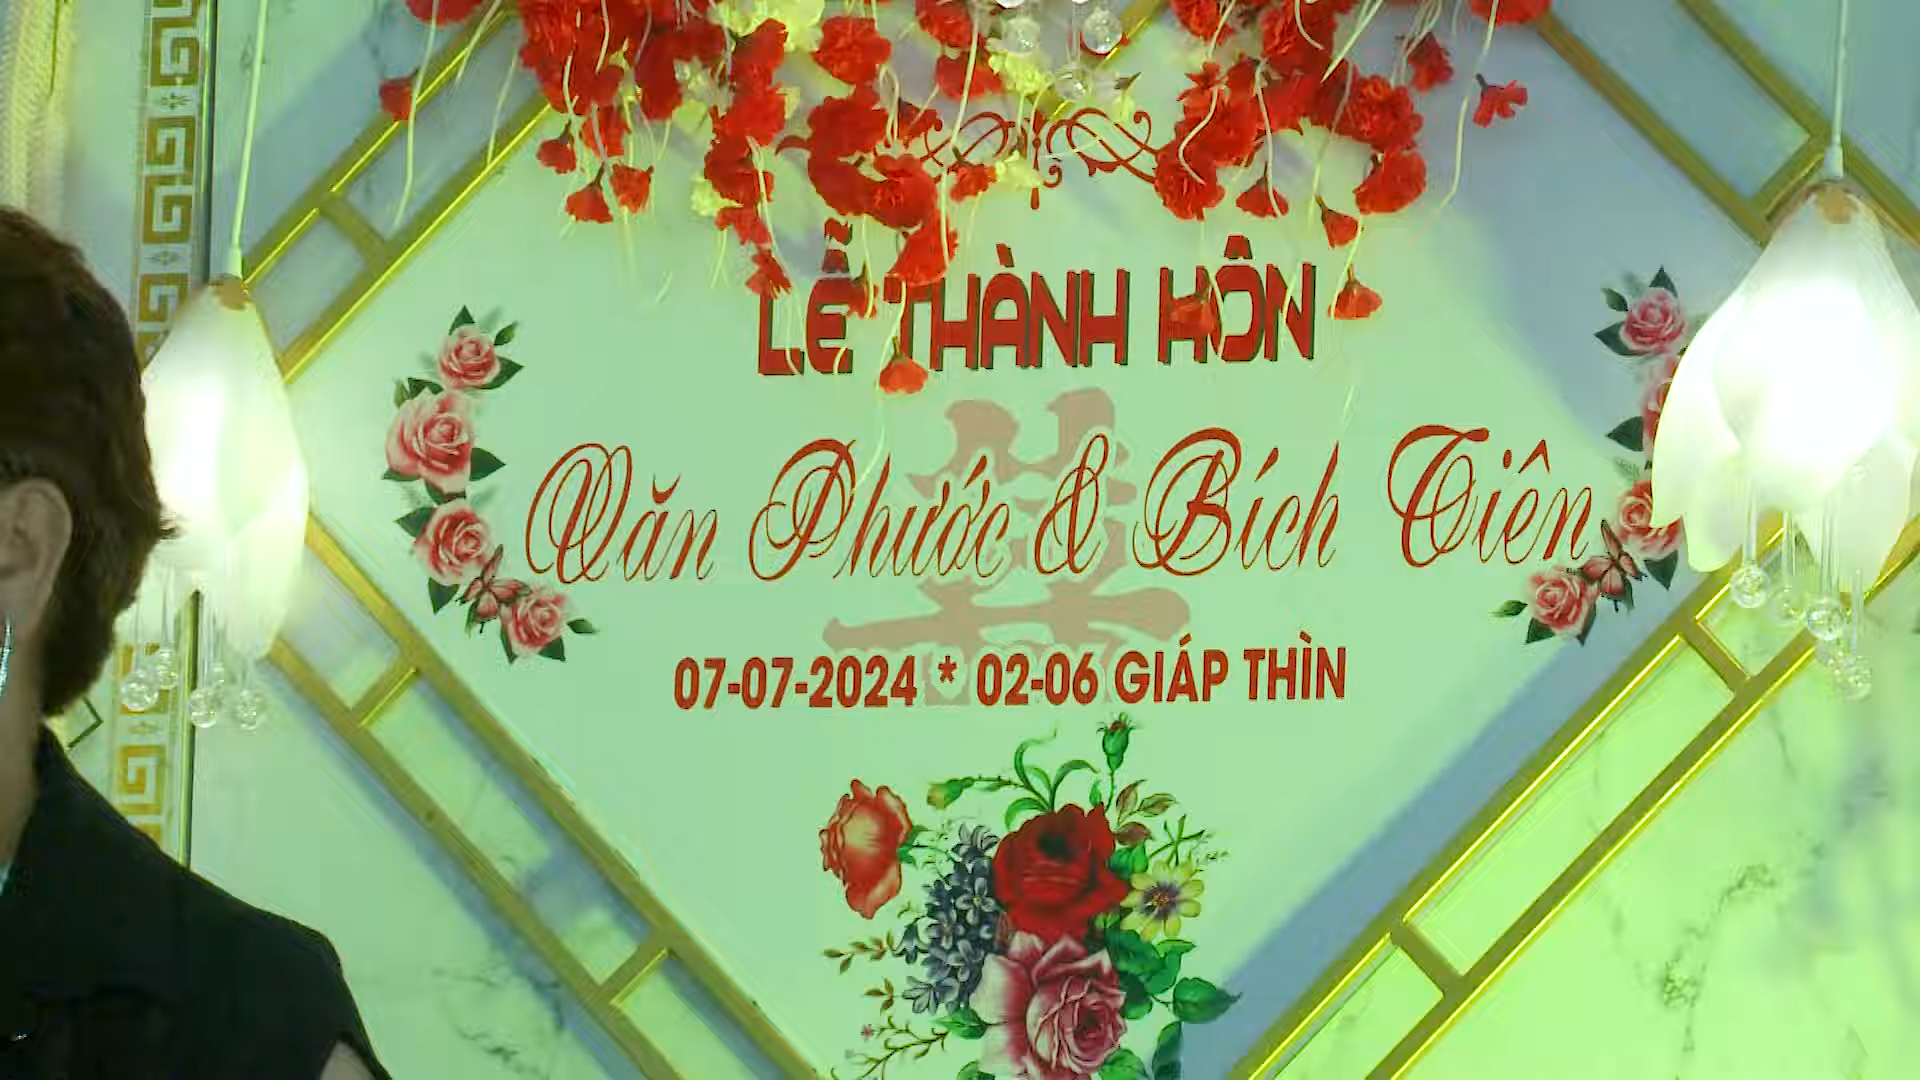 LỄ THÀNH HÔN
Văn Phước & Bích Tiên
07-07-2024 * 02-06 GIÁP THÌN